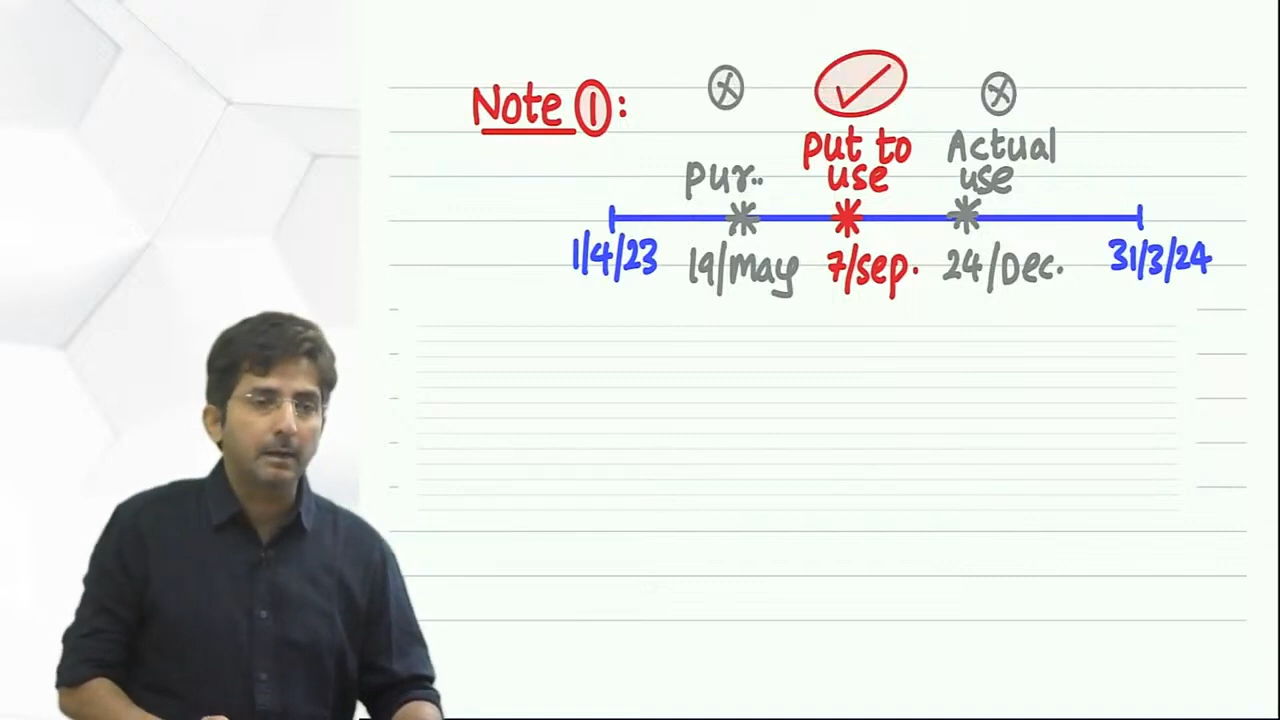 Note ①:
put to use
Actual use
pur..
1/4/23 19/may 7/sep. 24/Dec. 31/3/24